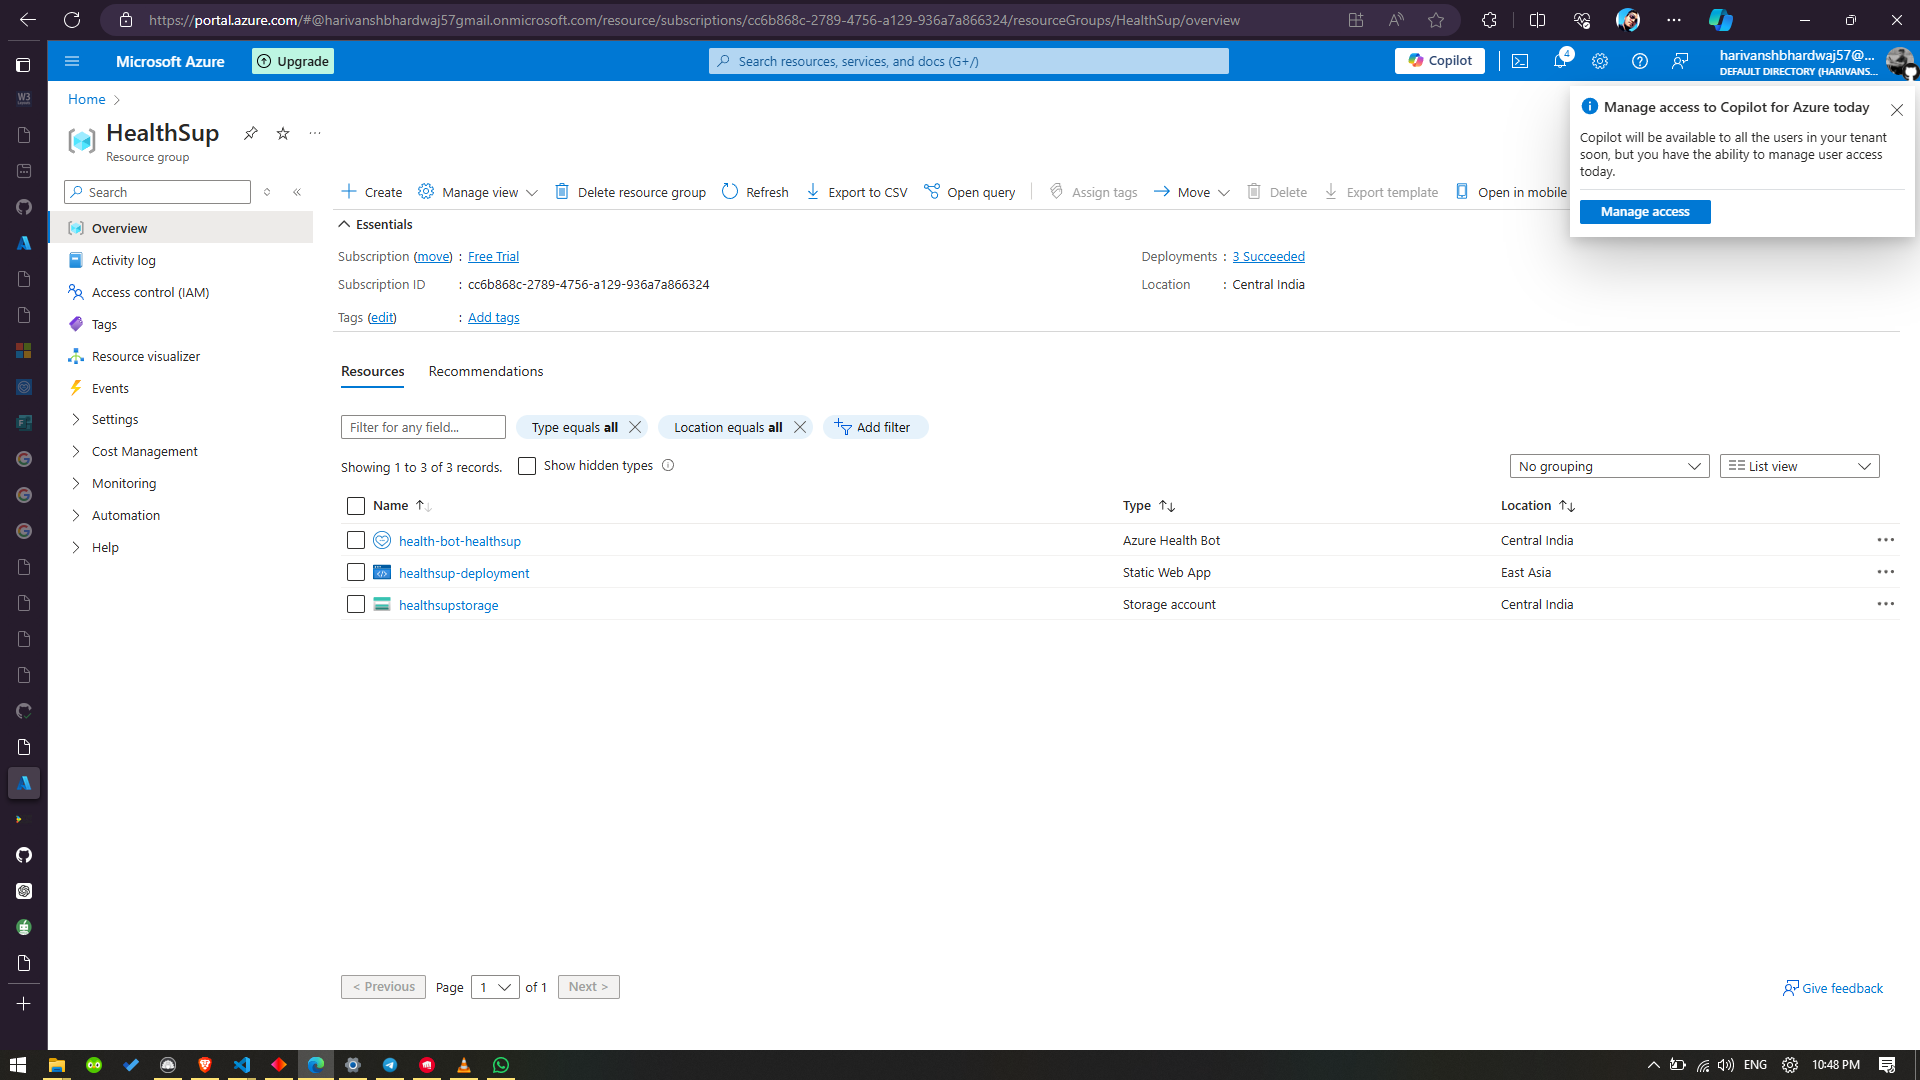 https://portal.azure.com/#@harivanshbhardwaj57gmail.onmicrosoft.com/resource/subscriptions/cc6b868c-2789-4756-a129-936a7a866324/resourceGroups/HealthSup/overview
Microsoft Azure
Upgrade
Search resources, services, and docs (G+/)
Copilot
4
harivanshbhardwaj57@...
DEFAULT DIRECTORY (HARIVANS...
Home
HealthSup
Resource group
Manage access to Copilot for Azure today
Copilot will be available to all the users in your tenant
soon, but you have the ability to manage user access
today.
Manage access
Search
Overview
Activity log
Access control (IAM)
Tags
Resource visualizer
Events
Settings
Cost Management
Monitoring
Automation
Help
Create Manage view Delete resource group Refresh Export to CSV Open query Assign tags Move Delete Export template Open in mobile
Essentials
Subscription (move) : Free Trial
Subscription ID : cc6b868c-2789-4756-a129-936a7a866324
Tags (edit) : Add tags
Deployments : 3 Succeeded
Location : Central India
Resources Recommendations
Filter for any field... Type equals all Location equals all Add filter
Showing 1 to 3 of 3 records. Show hidden types No grouping List view
Name Type Location
health-bot-healthsup Azure Health Bot Central India
healthsup-deployment Static Web App East Asia
healthsupstorage Storage account Central India
< Previous Page 1 of 1 Next >
Give feedback
W3
ENG 10:48 PM